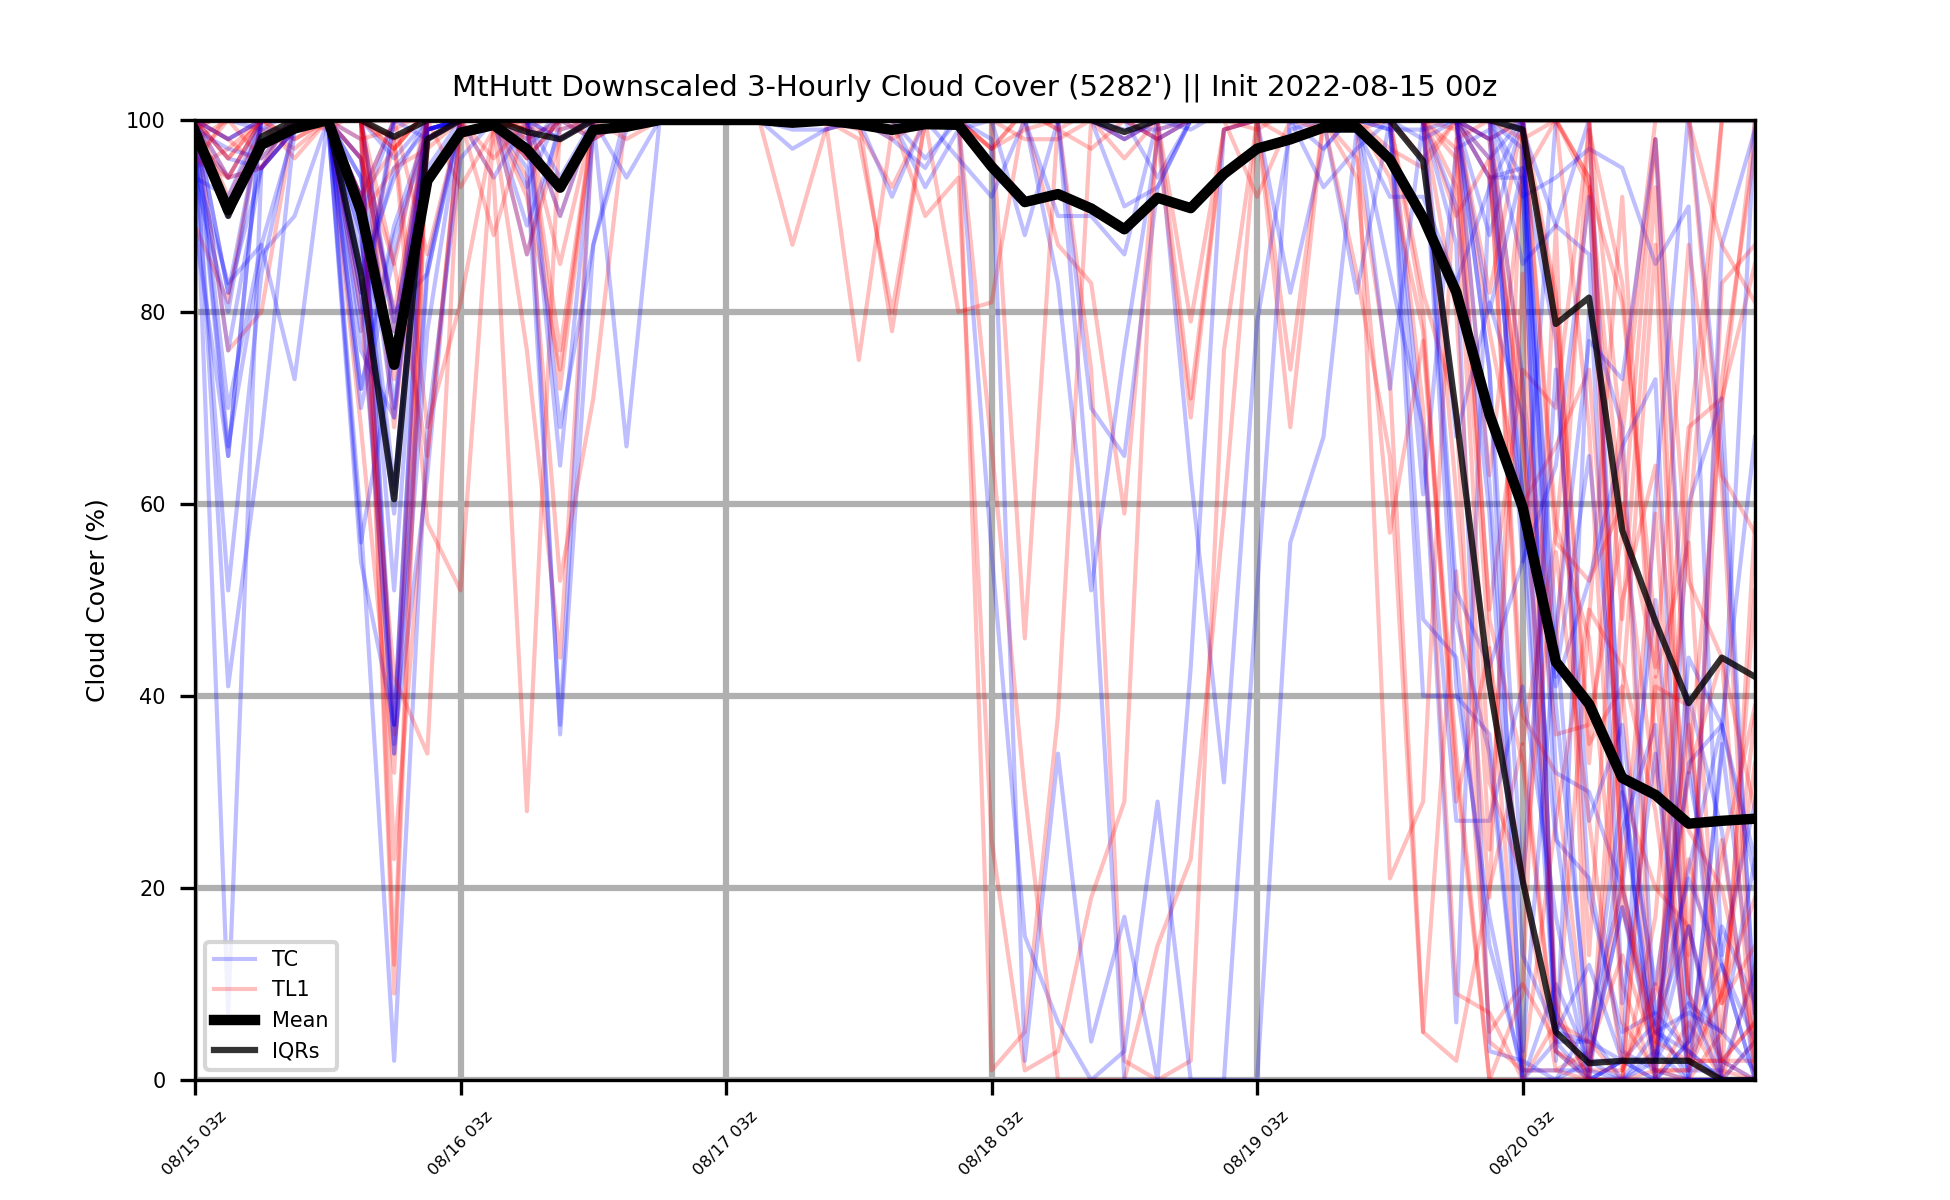 MtHutt Downscaled 3-Hourly Cloud Cover (5282') || Init 2022-08-15 00z
Cloud Cover (%)
100
80
60
40
20
0
TC
TL1
Mean
IQRs
08/15 03z
08/16 03z
08/17 03z
08/18 03z
08/19 03z
08/20 03z